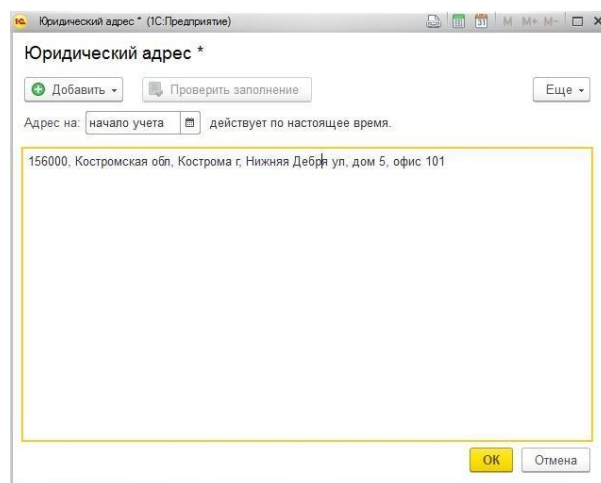 Юридический адрес * (1С:Предприятие)
M M+ M-
Юридический адрес *
Добавить
Проверить заполнение
Еще
Адрес на: начало учета действует по настоящее время.
156000, Костромская обл, Кострома г, Нижняя Дебря ул, дом 5, офис 101
ОК Отмена